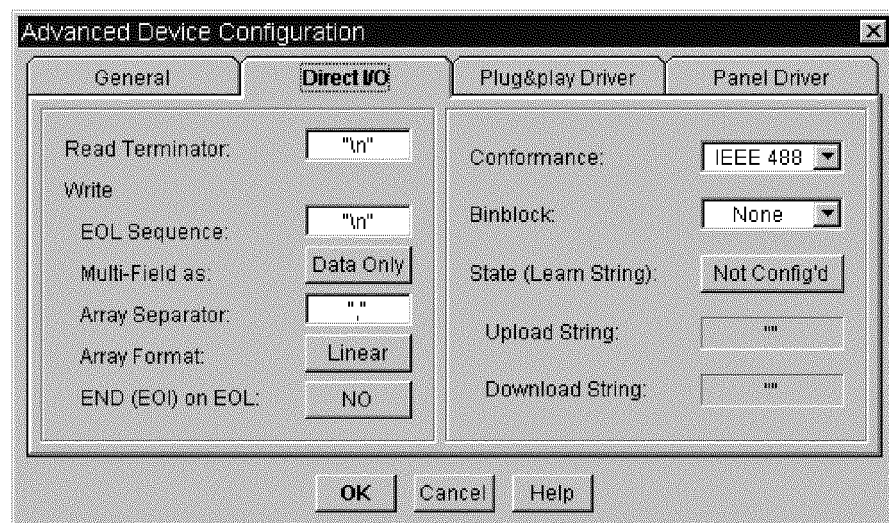 Advanced Device Configuration
General
Direct I/O
Plug&play Driver
Panel Driver
Read Terminator: "\n"
Write
EOL Sequence: "\n"
Multi-Field as: Data Only
Array Separator: ","
Array Format: Linear
END (EOI) on EOL: NO
Conformance: IEEE 488
Binblock: None
State (Learn String): Not Config'd
Upload String: ""
Download String: ""
OK
Cancel
Help